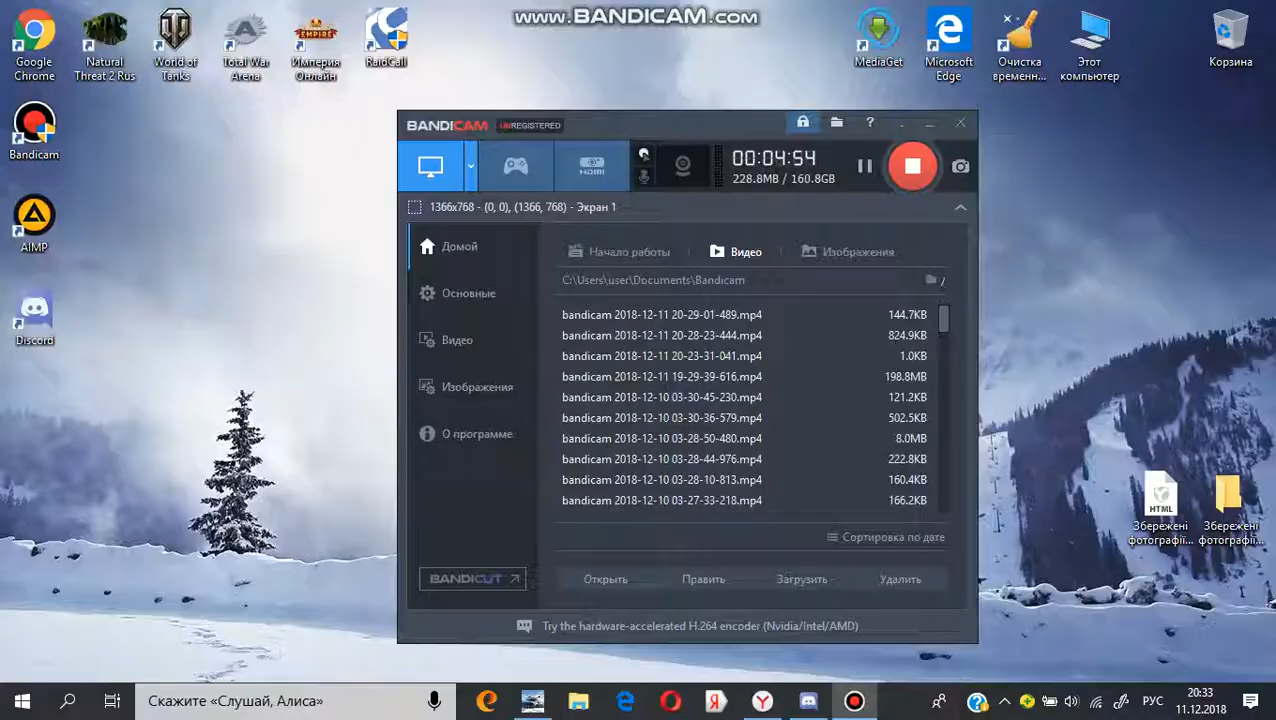 www.BANDICAM.com
Google Chrome
Natural Threat 2 Rus
World of Tanks
Total War Arena
Империя Онлайн
RaidCall
MediaGet
Microsoft Edge
Очистка временн...
Этот компьютер
Корзина
Bandicam
AIMP
Discord
BANDICAM UNREGISTERED
HDMI
00:04:54
228.8MB / 160.8GB
1366x768 - (0, 0), (1366, 768) - Экран 1
Домой
Основные
Видео
Изображения
О программе
BANDICUT
Начало работы
Видео
Изображения
C:\Users\user\Documents\Bandicam
bandicam 2018-12-11 20-29-01-489.mp4 144.7KB
bandicam 2018-12-11 20-28-23-444.mp4 824.9KB
bandicam 2018-12-11 20-23-31-041.mp4 1.0KB
bandicam 2018-12-11 19-29-39-616.mp4 198.8MB
bandicam 2018-12-10 03-30-45-230.mp4 121.2KB
bandicam 2018-12-10 03-30-36-579.mp4 502.5KB
bandicam 2018-12-10 03-28-50-480.mp4 8.0MB
bandicam 2018-12-10 03-28-44-976.mp4 222.8KB
bandicam 2018-12-10 03-28-10-813.mp4 160.4KB
bandicam 2018-12-10 03-27-33-218.mp4 166.2KB
Сортировка по дате
Открыть Править Загрузить Удалить
Try the hardware-accelerated H.264 encoder (Nvidia/Intel/AMD)
HTML
Збережені фотографії...
Збережені фотографії...
Скажите «Слушай, Алиса»
РУС
20:33
11.12.2018